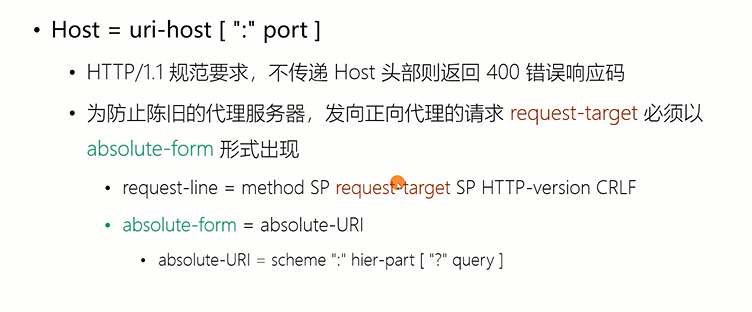 • Host = uri-host [ ":" port ]
• HTTP/1.1 规范要求，不传递 Host 头部则返回 400 错误响应码
• 为防止陈旧的代理服务器，发向正向代理的请求 request-target 必须以
absolute-form 形式出现
• request-line = method SP request-target SP HTTP-version CRLF
• absolute-form = absolute-URI
• absolute-URI = scheme ":" hier-part [ "?" query ]